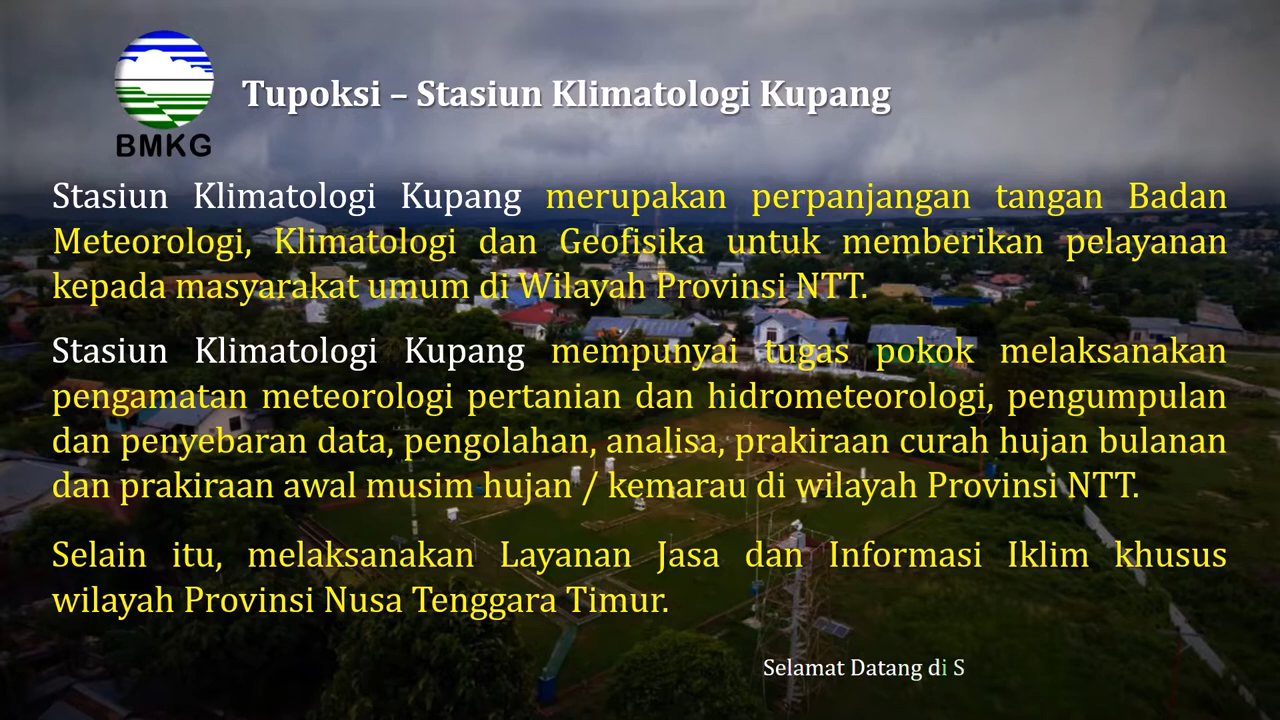 BMKG
Tupoksi – Stasiun Klimatologi Kupang
Stasiun Klimatologi Kupang merupakan perpanjangan tangan Badan
Meteorologi, Klimatologi dan Geofisika untuk memberikan pelayanan
kepada masyarakat umum di Wilayah Provinsi NTT.
Stasiun Klimatologi Kupang mempunyai tugas pokok melaksanakan
pengamatan meteorologi pertanian dan hidrometeorologi, pengumpulan
dan penyebaran data, pengolahan, analisa, prakiraan curah hujan bulanan
dan prakiraan awal musim hujan / kemarau di wilayah Provinsi NTT.
Selain itu, melaksanakan Layanan Jasa dan Informasi Iklim khusus
wilayah Provinsi Nusa Tenggara Timur.
Selamat Datang di S